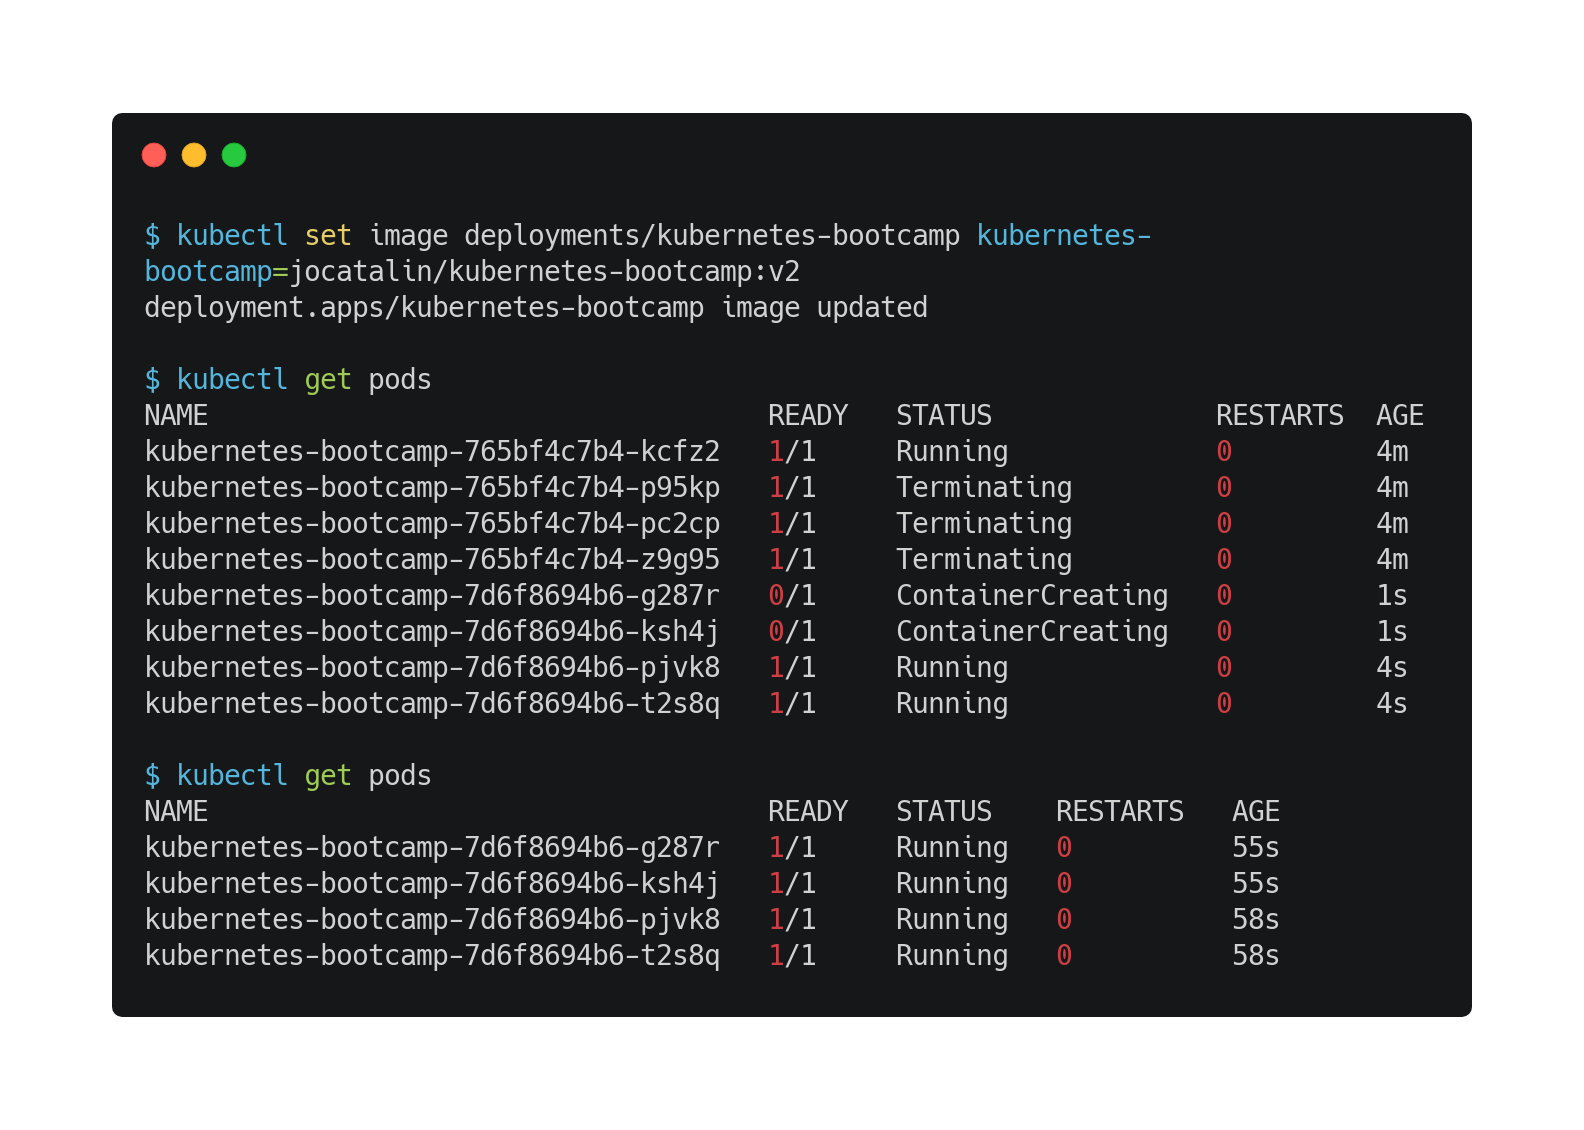 $ kubectl set image deployments/kubernetes-bootcamp kubernetes-
bootcamp=jocatalin/kubernetes-bootcamp:v2
deployment.apps/kubernetes-bootcamp image updated
$ kubectl get pods
NAME READY STATUS RESTARTS AGE
kubernetes-bootcamp-765bf4c7b4-kcfz2 1/1 Running 0 4m
kubernetes-bootcamp-765bf4c7b4-p95kp 1/1 Terminating 0 4m
kubernetes-bootcamp-765bf4c7b4-pc2cp 1/1 Terminating 0 4m
kubernetes-bootcamp-765bf4c7b4-z9g95 1/1 Terminating 0 4m
kubernetes-bootcamp-7d6f8694b6-g287r 0/1 ContainerCreating 0 1s
kubernetes-bootcamp-7d6f8694b6-ksh4j 0/1 ContainerCreating 0 1s
kubernetes-bootcamp-7d6f8694b6-pjvk8 1/1 Running 0 4s
kubernetes-bootcamp-7d6f8694b6-t2s8q 1/1 Running 0 4s
$ kubectl get pods
NAME READY STATUS RESTARTS AGE
kubernetes-bootcamp-7d6f8694b6-g287r 1/1 Running 0 55s
kubernetes-bootcamp-7d6f8694b6-ksh4j 1/1 Running 0 55s
kubernetes-bootcamp-7d6f8694b6-pjvk8 1/1 Running 0 58s
kubernetes-bootcamp-7d6f8694b6-t2s8q 1/1 Running 0 58s